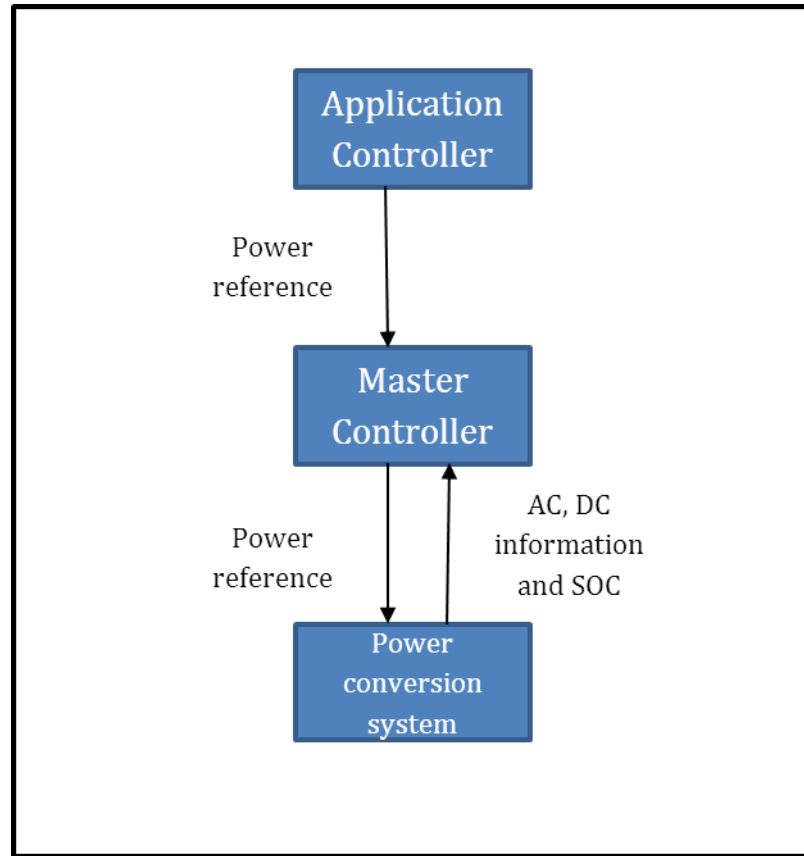 Application
Controller
Power
reference
Master
Controller
Power
reference
AC, DC
information
and SOC
Power
conversion
system